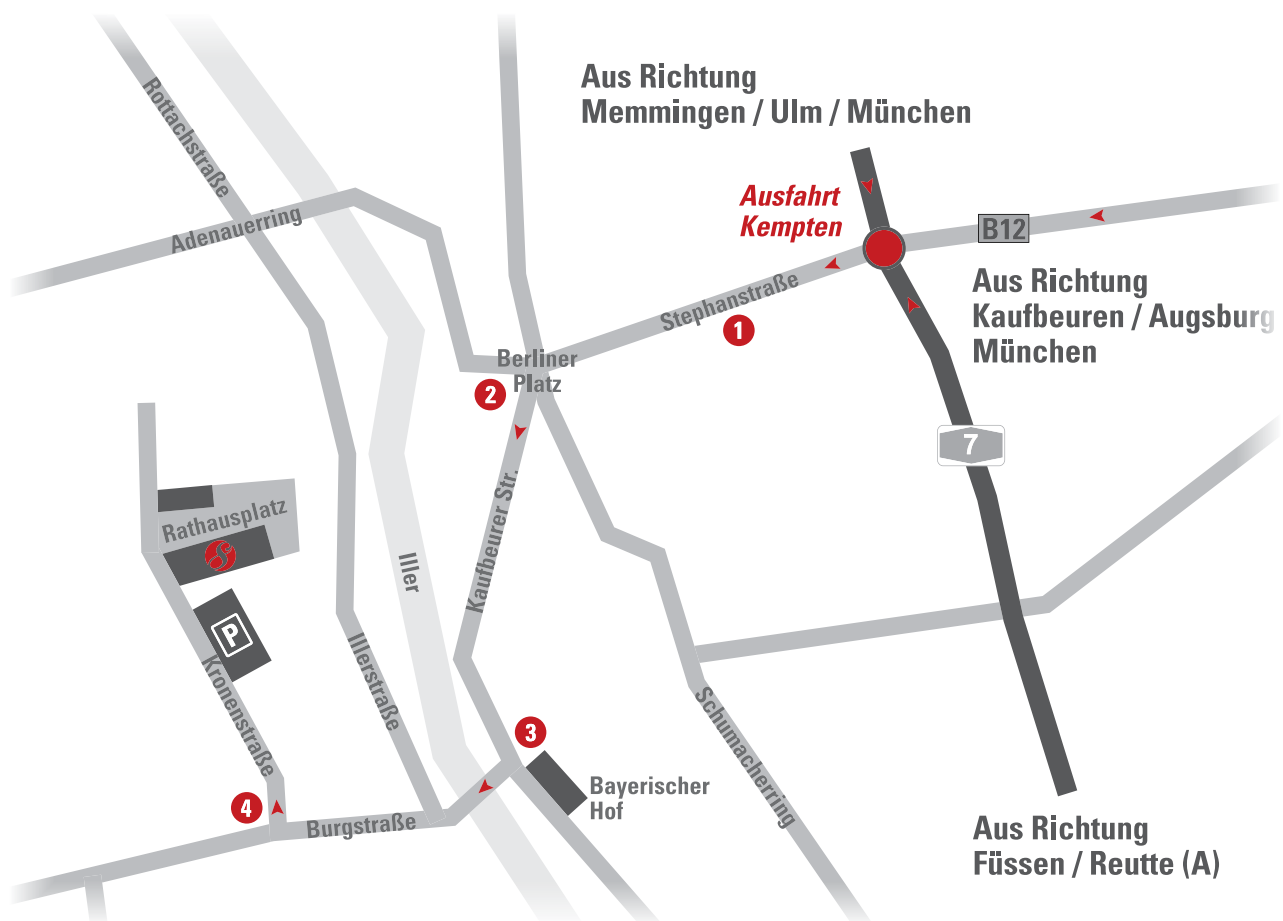 Aus Richtung
Memmingen / Ulm / München
Rottachstraße
Ausfahrt
Kempten
Adenauerring
B12
Stephanstraße
Aus Richtung
Kaufbeuren / Augsburg
München
1
Berliner
Platz
2
7
Rathausplatz
Kaufbeurer Str.
Iller
P
Kronenstraße
Illerstraße
Schumacherring
3
Bayerischer
Hof
4
Burgstraße
Aus Richtung
Füssen / Reutte (A)